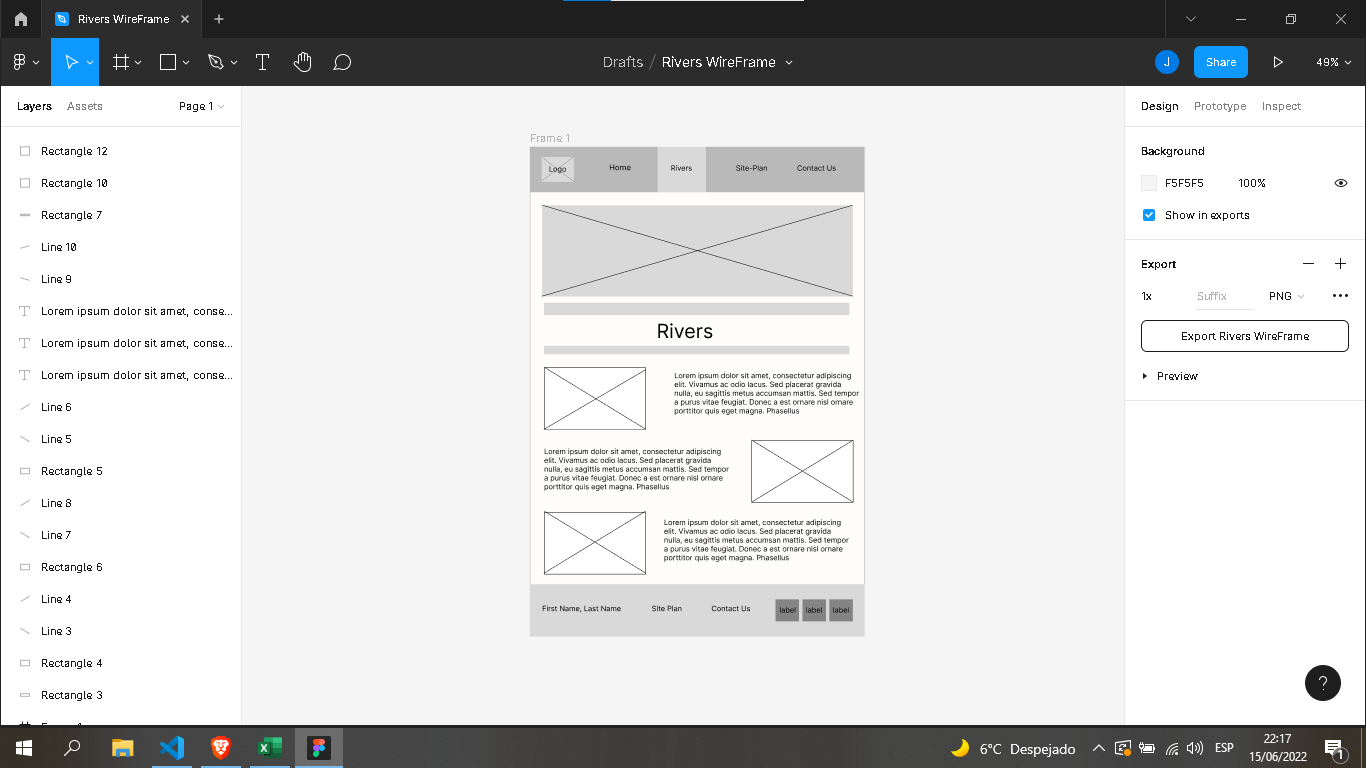 Rivers WireFrame
Drafts / Rivers WireFrame
J
Share
49%
Layers
Assets
Page 1
Design
Prototype
Inspect
Rectangle 12
Rectangle 10
Rectangle 7
Line 10
Line 9
Lorem ipsum dolor sit amet, conse...
Lorem ipsum dolor sit amet, conse...
Lorem ipsum dolor sit amet, conse...
Line 6
Line 5
Rectangle 5
Line 8
Line 7
Rectangle 6
Line 4
Line 3
Rectangle 4
Rectangle 3
Frame 1
Logo
Home
Rivers
Site-Plan
Contact Us
Rivers
Lorem ipsum dolor sit amet, consectetur adipiscing
elit. Vivamus ac odio lacus. Sed placerat gravida
nulla, eu sagittis metus accumsan mattis. Sed tempor
a purus vitae feugiat. Donec a est ornare nisl ornare
porttitor quis eget magna. Phasellus
Lorem ipsum dolor sit amet, consectetur adipiscing
elit. Vivamus ac odio lacus. Sed placerat gravida
nulla, eu sagittis metus accumsan mattis. Sed tempor
a purus vitae feugiat. Donec a est ornare nisl ornare
porttitor quis eget magna. Phasellus
Lorem ipsum dolor sit amet, consectetur adipiscing
elit. Vivamus ac odio lacus. Sed placerat gravida
nulla, eu sagittis metus accumsan mattis. Sed tempor
a purus vitae feugiat. Donec a est ornare nisl ornare
porttitor quis eget magna. Phasellus
First Name, Last Name
Site Plan
Contact Us
label
label
label
Background
F5F5F5
100%
Show in exports
Export
1x
Suffix
PNG
Export Rivers WireFrame
Preview
?
6°C Despejado
ESP
22:17
15/06/2022
1